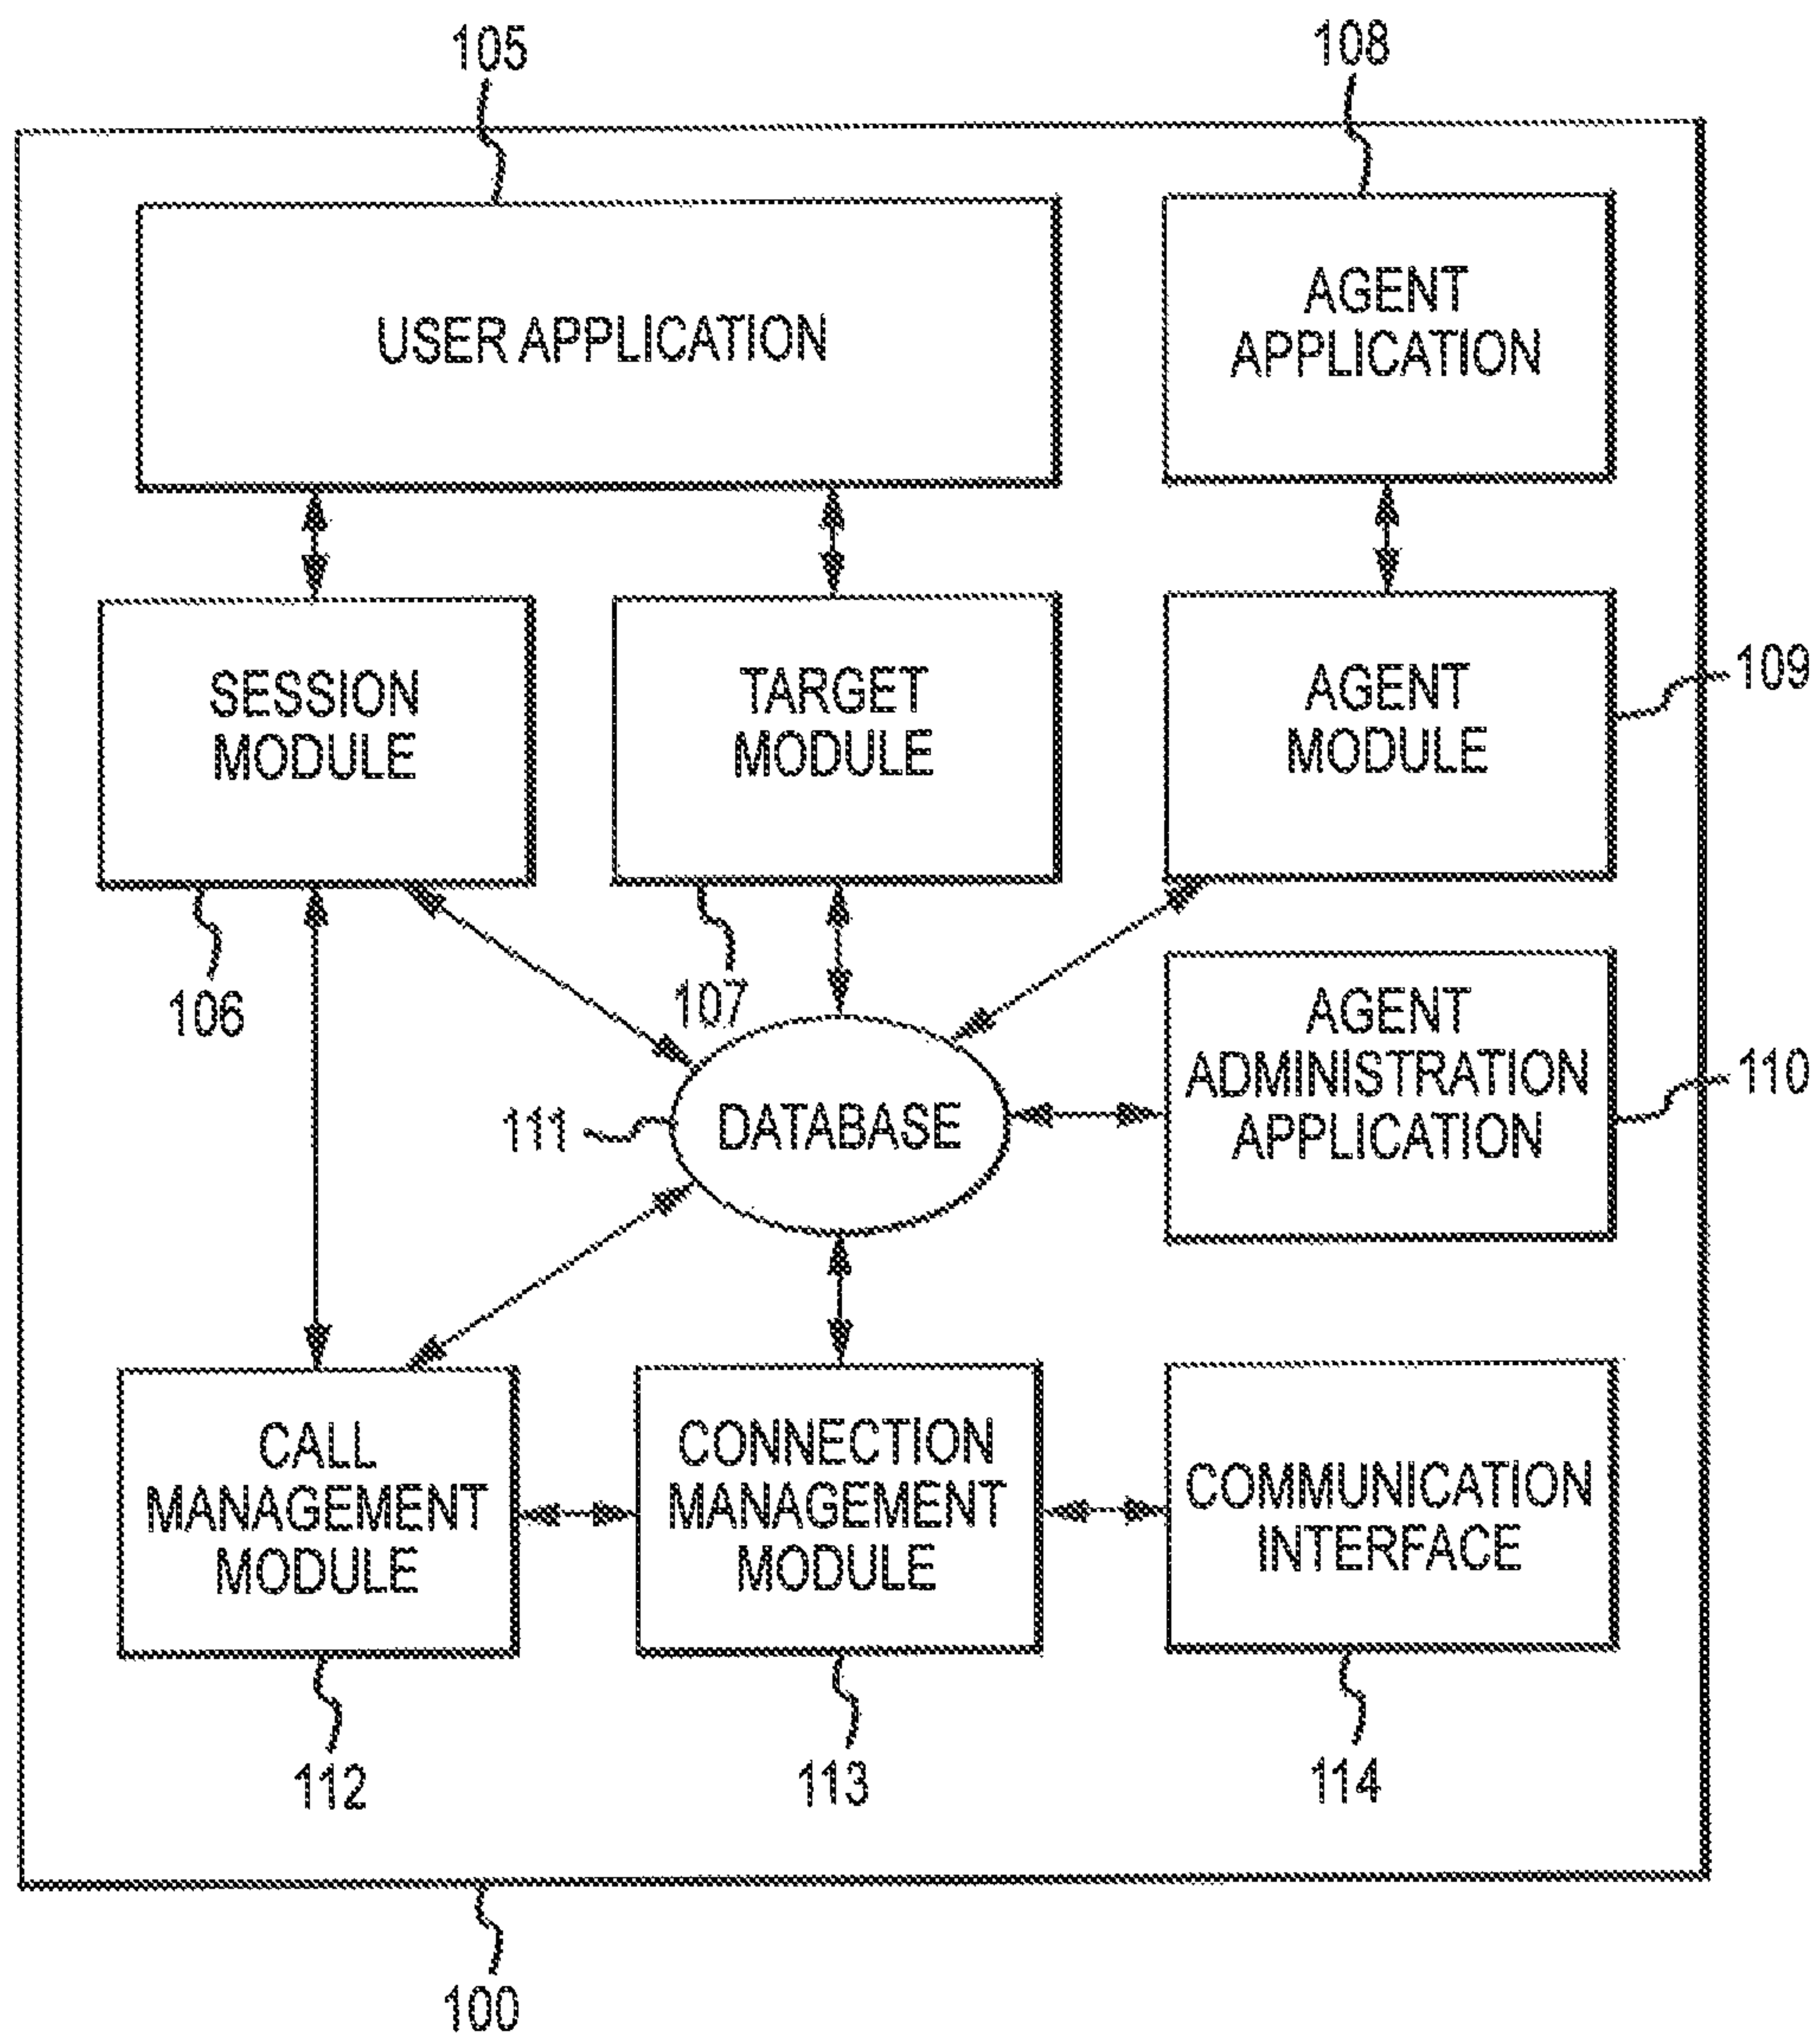 105
108
USER APPLICATION
AGENT
APPLICATION
SESSION
MODULE
TARGET
MODULE
AGENT
MODULE
109
106
107
AGENT
ADMINISTRATION
APPLICATION
110
111
DATABASE
CALL
MANAGEMENT
MODULE
CONNECTION
MANAGEMENT
MODULE
COMMUNICATION
INTERFACE
112
113
114
100